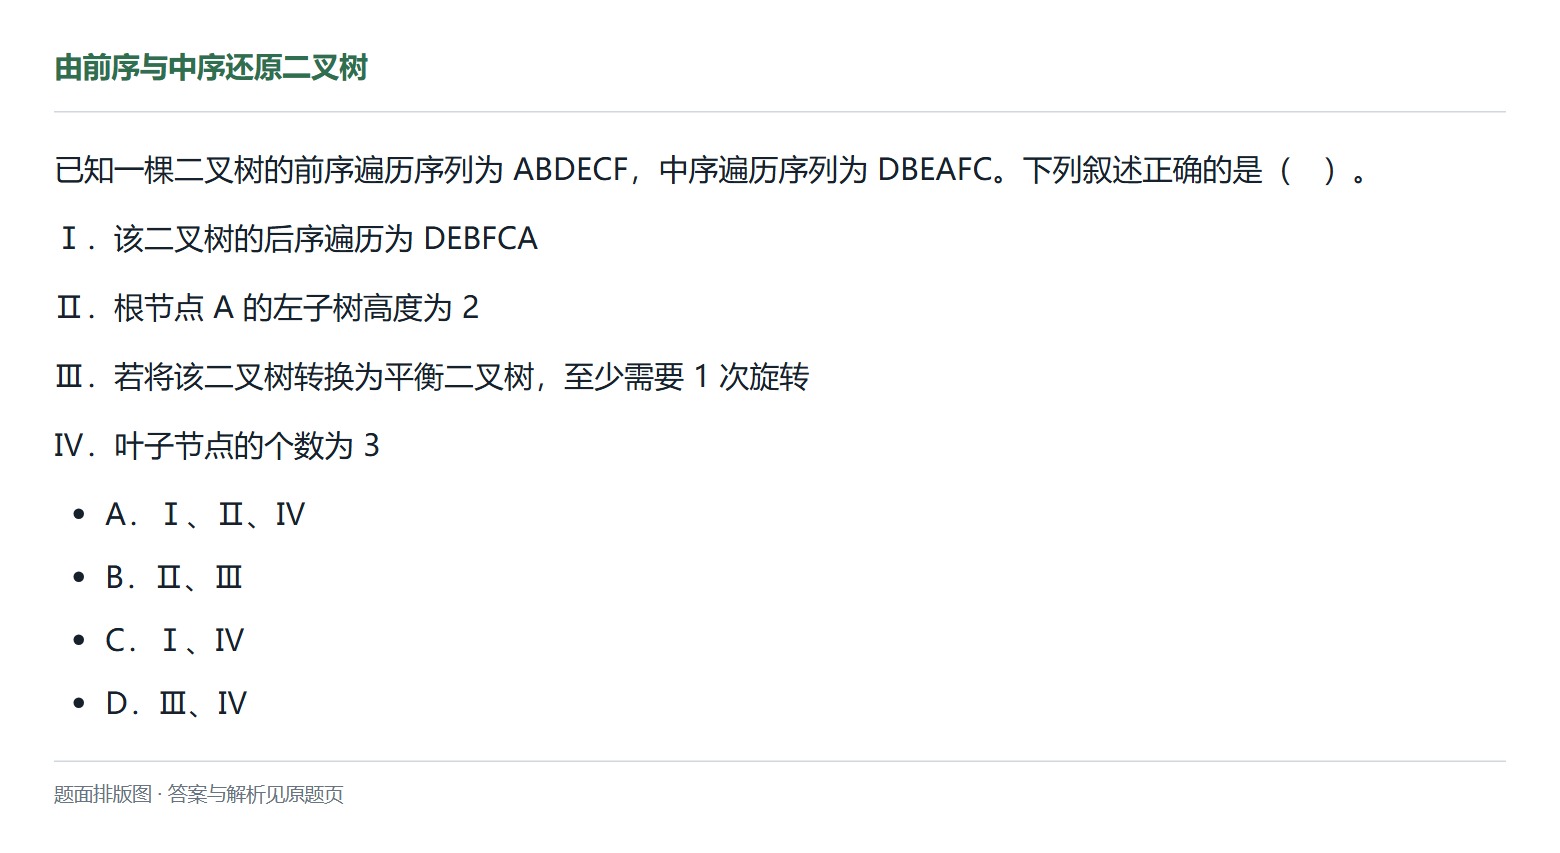 由前序与中序还原二叉树
已知一棵二叉树的前序遍历序列为 ABDECF，中序遍历序列为 DBEAFC。下列叙述正确的是（　）。
Ⅰ．该二叉树的后序遍历为 DEBFCA
Ⅱ．根节点 A 的左子树高度为 2
Ⅲ．若将该二叉树转换为平衡二叉树，至少需要 1 次旋转
Ⅳ．叶子节点的个数为 3
• A．Ⅰ、Ⅱ、Ⅳ
• B．Ⅱ、Ⅲ
• C．Ⅰ、Ⅳ
• D．Ⅲ、Ⅳ
题面排版图 · 答案与解析见原题页